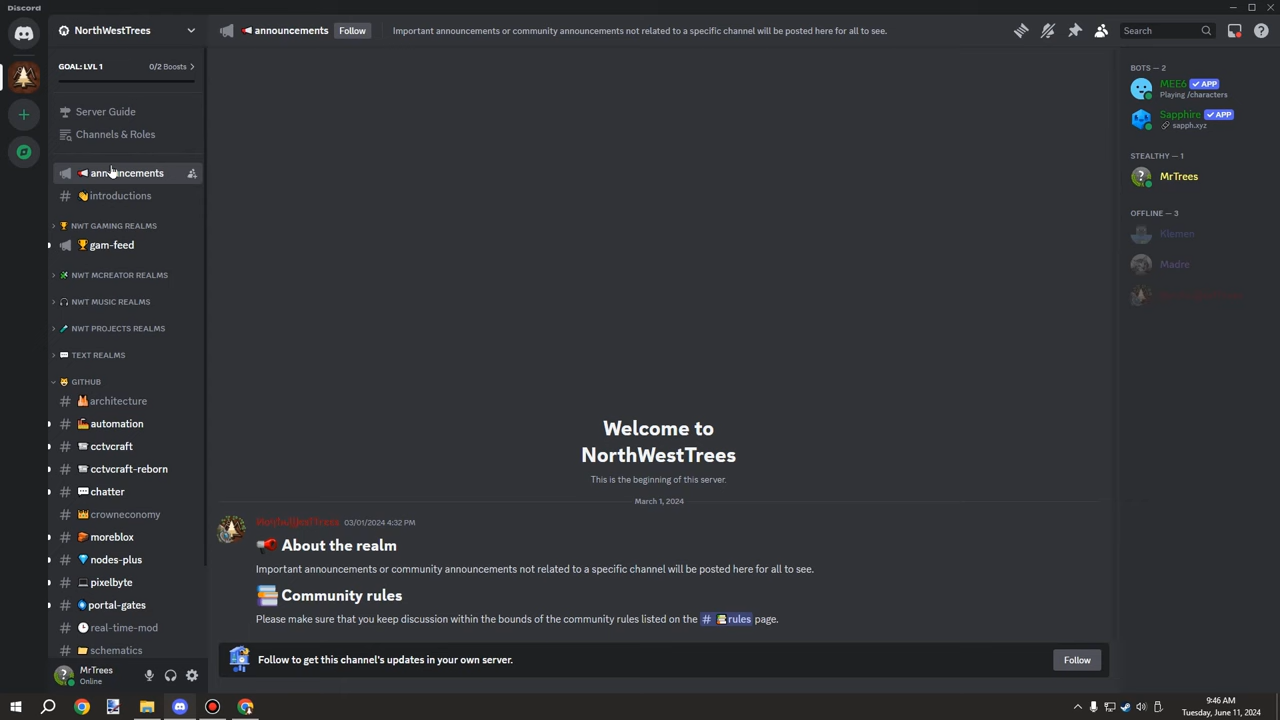 Discord
NorthWestTrees
announcements
Follow
Important announcements or community announcements not related to a specific channel will be posted here for all to see.
Search
GOAL: LVL 1
0/2 Boosts
Server Guide
Channels & Roles
announcements
introductions
NWT GAMING REALMS
gam-feed
NWT MCREATOR REALMS
NWT MUSIC REALMS
NWT PROJECTS REALMS
TEXT REALMS
GITHUB
architecture
automation
cctvcraft
cctvcraft-reborn
chatter
crowneconomy
moreblox
nodes-plus
pixelbyte
portal-gates
real-time-mod
schematics
MrTrees
Online
Welcome to
NorthWestTrees
This is the beginning of this server.
March 1, 2024
03/01/2024 4:32 PM
About the realm
Important announcements or community announcements not related to a specific channel will be posted here for all to see.
Community rules
Please make sure that you keep discussion within the bounds of the community rules listed on the # rules page.
Follow to get this channel's updates in your own server.
Follow
BOTS — 2
MEE6 ✓ APP
Playing /characters
Sapphire ✓ APP
sapph.xyz
STEALTHY — 1
MrTrees
OFFLINE — 3
Klemen
Madre
9:46 AM
Tuesday, June 11, 2024